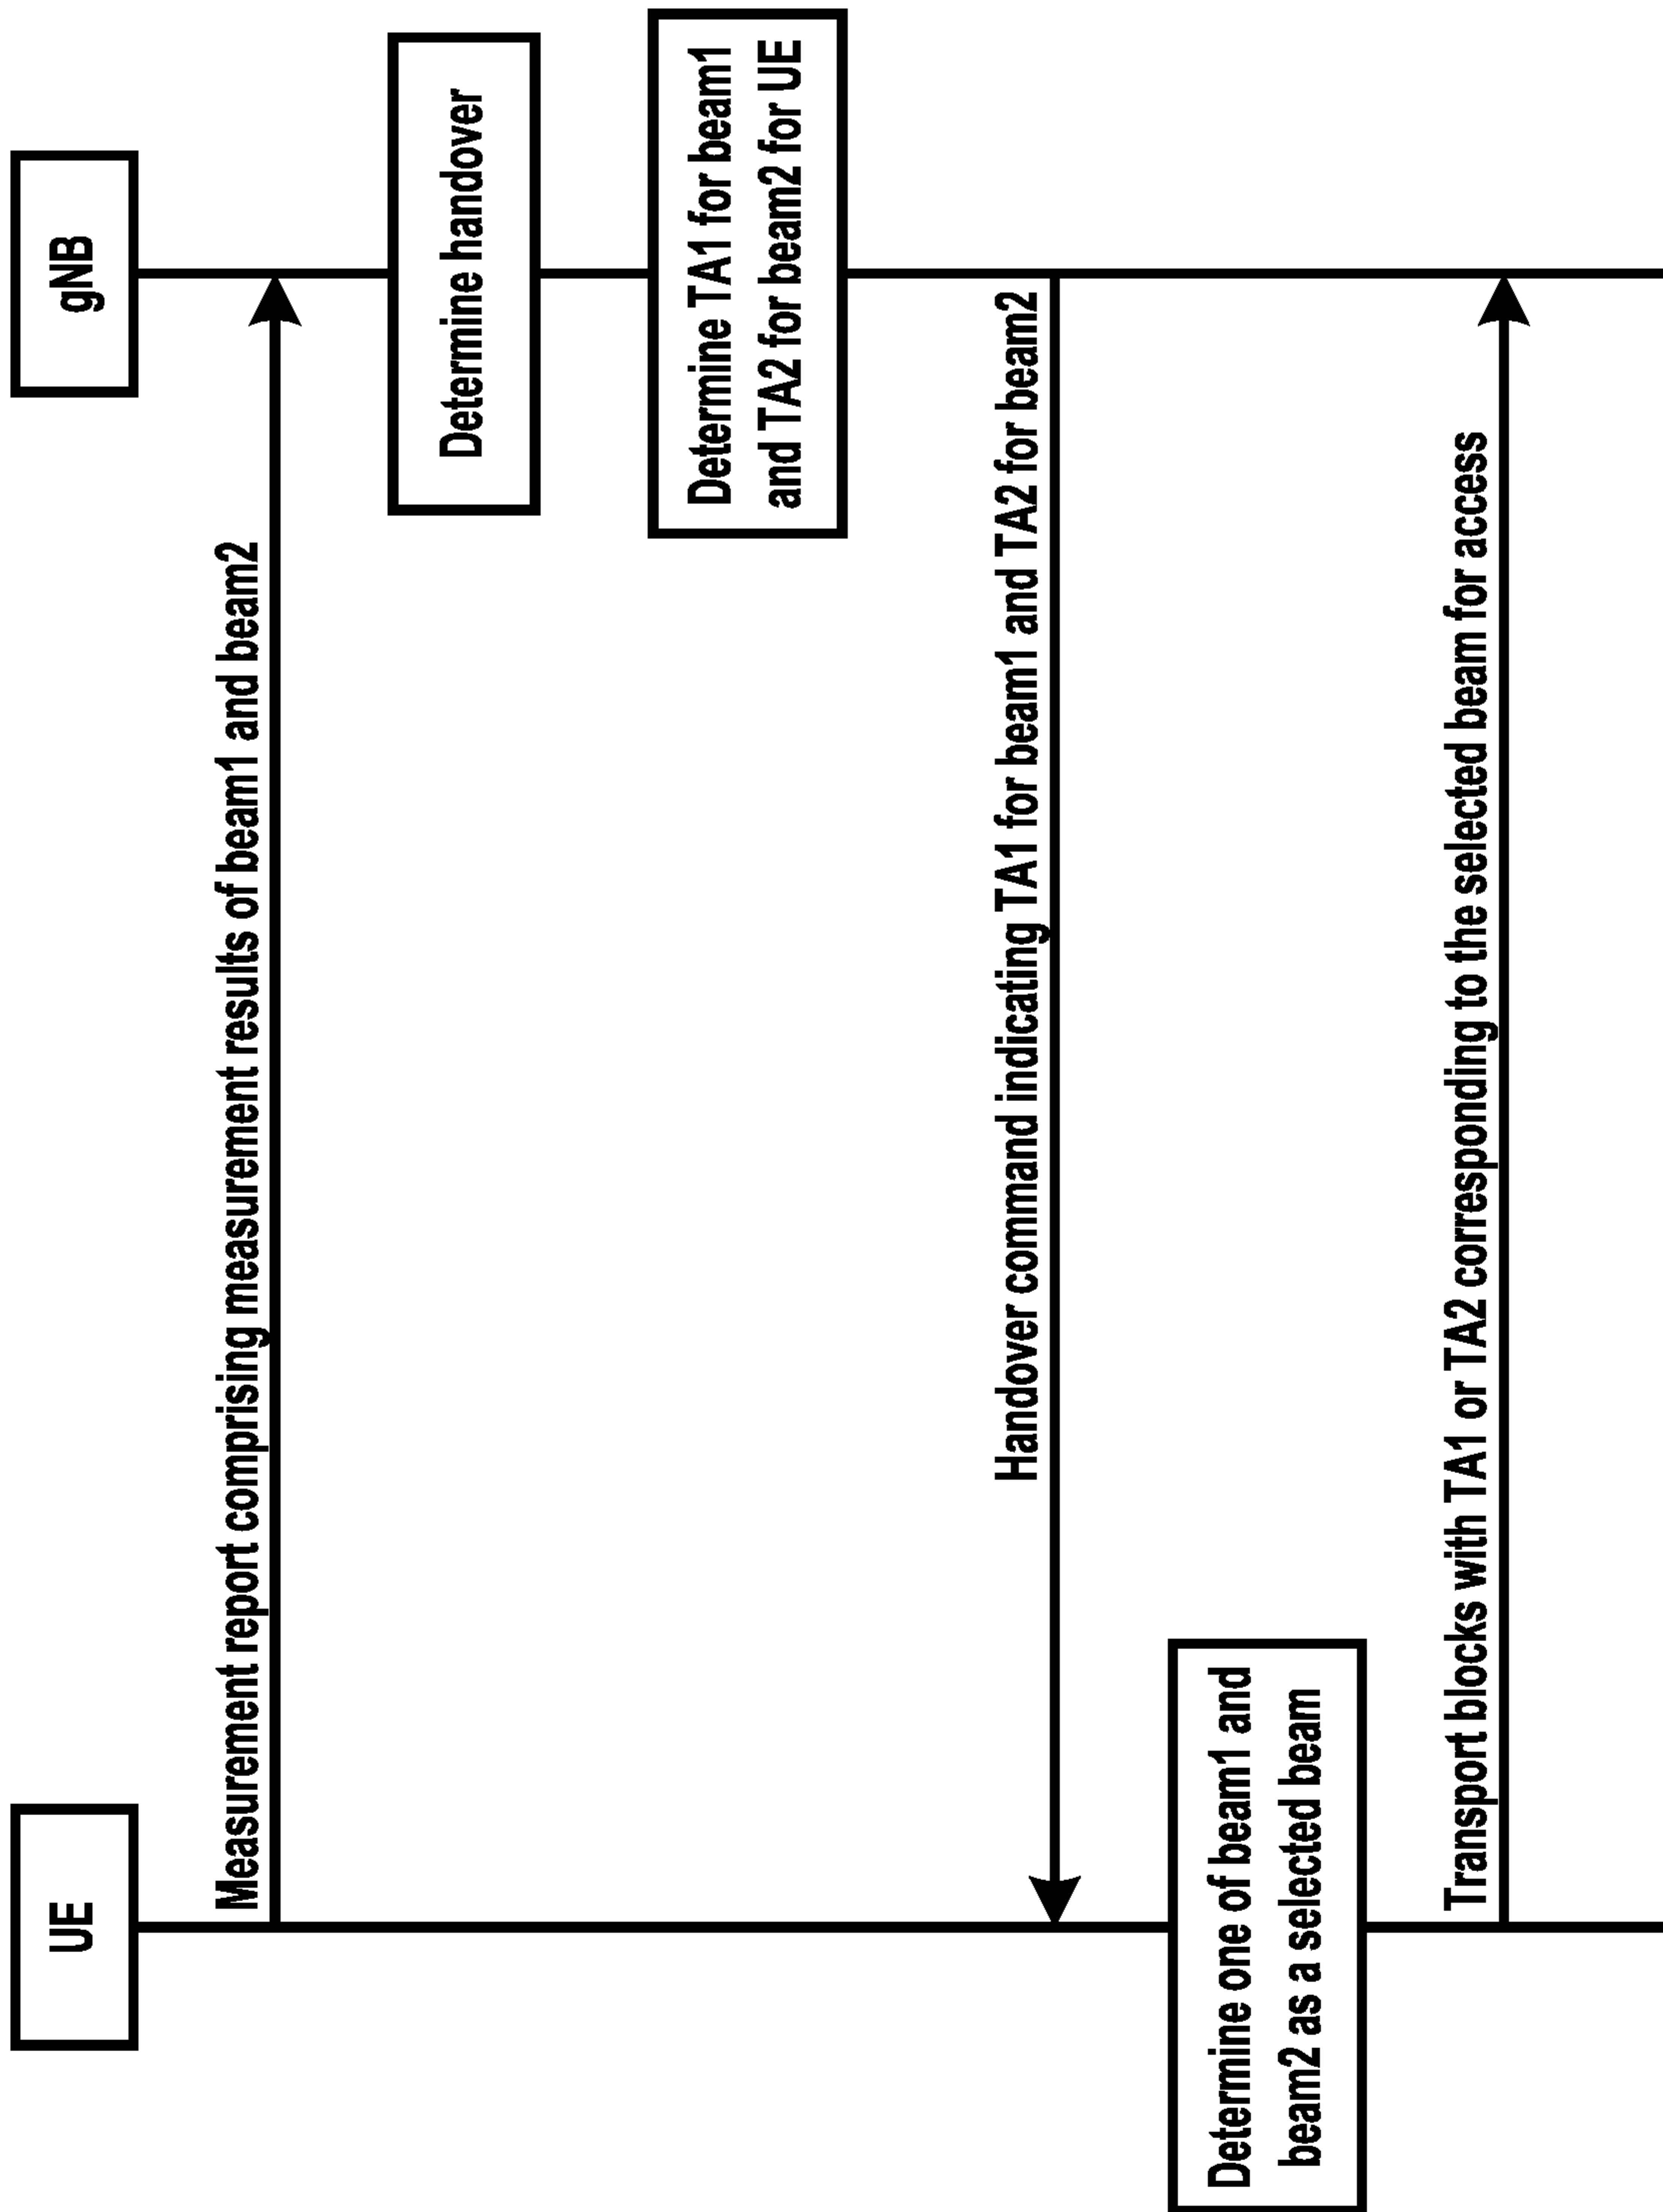 UE
gNB
Measurement report comprising measurement results of beam1 and beam2
Determine handover
Determine TA1 for beam1
and TA2 for beam2 for UE
Handover command indicating TA1 for beam1 and TA2 for beam2
Determine one of beam1 and
beam2 as a selected beam
Transport blocks with TA1 or TA2 corresponding to the selected beam for access